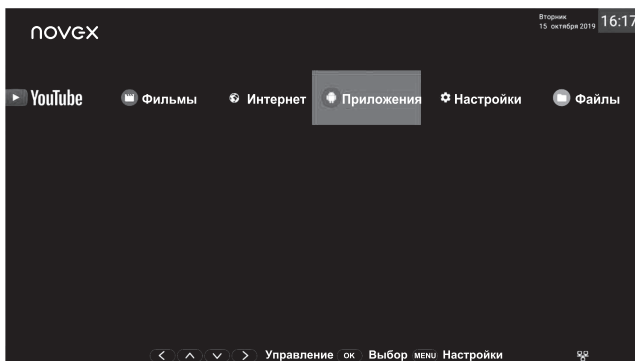 novex
Вторник
15 октября 2019
16:17
YouTube Фильмы Интернет Приложения Настройки Файлы
Управление OK Выбор MENU Настройки